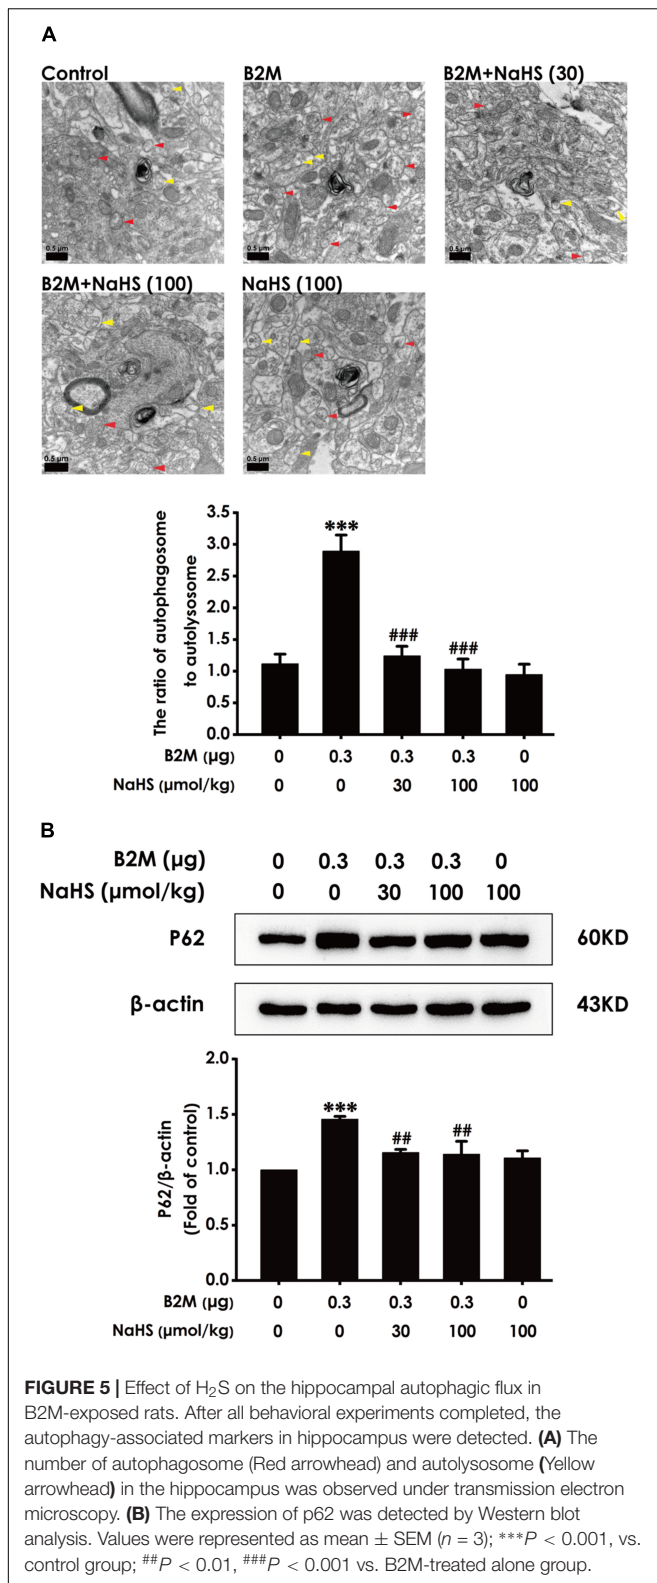 A
Control
B2M
B2M+NaHS (30)
0.5 µm
0.5 µm
0.5 µm
B2M+NaHS (100)
NaHS (100)
0.5 µm
0.5 µm
The ratio of autophagosome
to autolysosome
3.5
3.0
2.5
2.0
1.5
1.0
0.5
0.0
***
###
###
B2M (µg) 0 0.3 0.3 0.3 0
NaHS (µmol/kg) 0 0 30 100 100
B
B2M (µg) 0 0.3 0.3 0.3 0
NaHS (µmol/kg) 0 0 30 100 100
P62 60KD
β-actin 43KD
P62/β-actin
(Fold of control)
2.0
1.5
1.0
0.5
0.0
***
##
##
B2M (µg) 0 0.3 0.3 0.3 0
NaHS (µmol/kg) 0 0 30 100 100
FIGURE 5 | Effect of H₂S on the hippocampal autophagic flux in
B2M-exposed rats. After all behavioral experiments completed, the
autophagy-associated markers in hippocampus were detected. (A) The
number of autophagosome (Red arrowhead) and autolysosome (Yellow
arrowhead) in the hippocampus was observed under transmission electron
microscopy. (B) The expression of p62 was detected by Western blot
analysis. Values were represented as mean ± SEM (n = 3); ***P < 0.001, vs.
control group; ##P < 0.01, ###P < 0.001 vs. B2M-treated alone group.